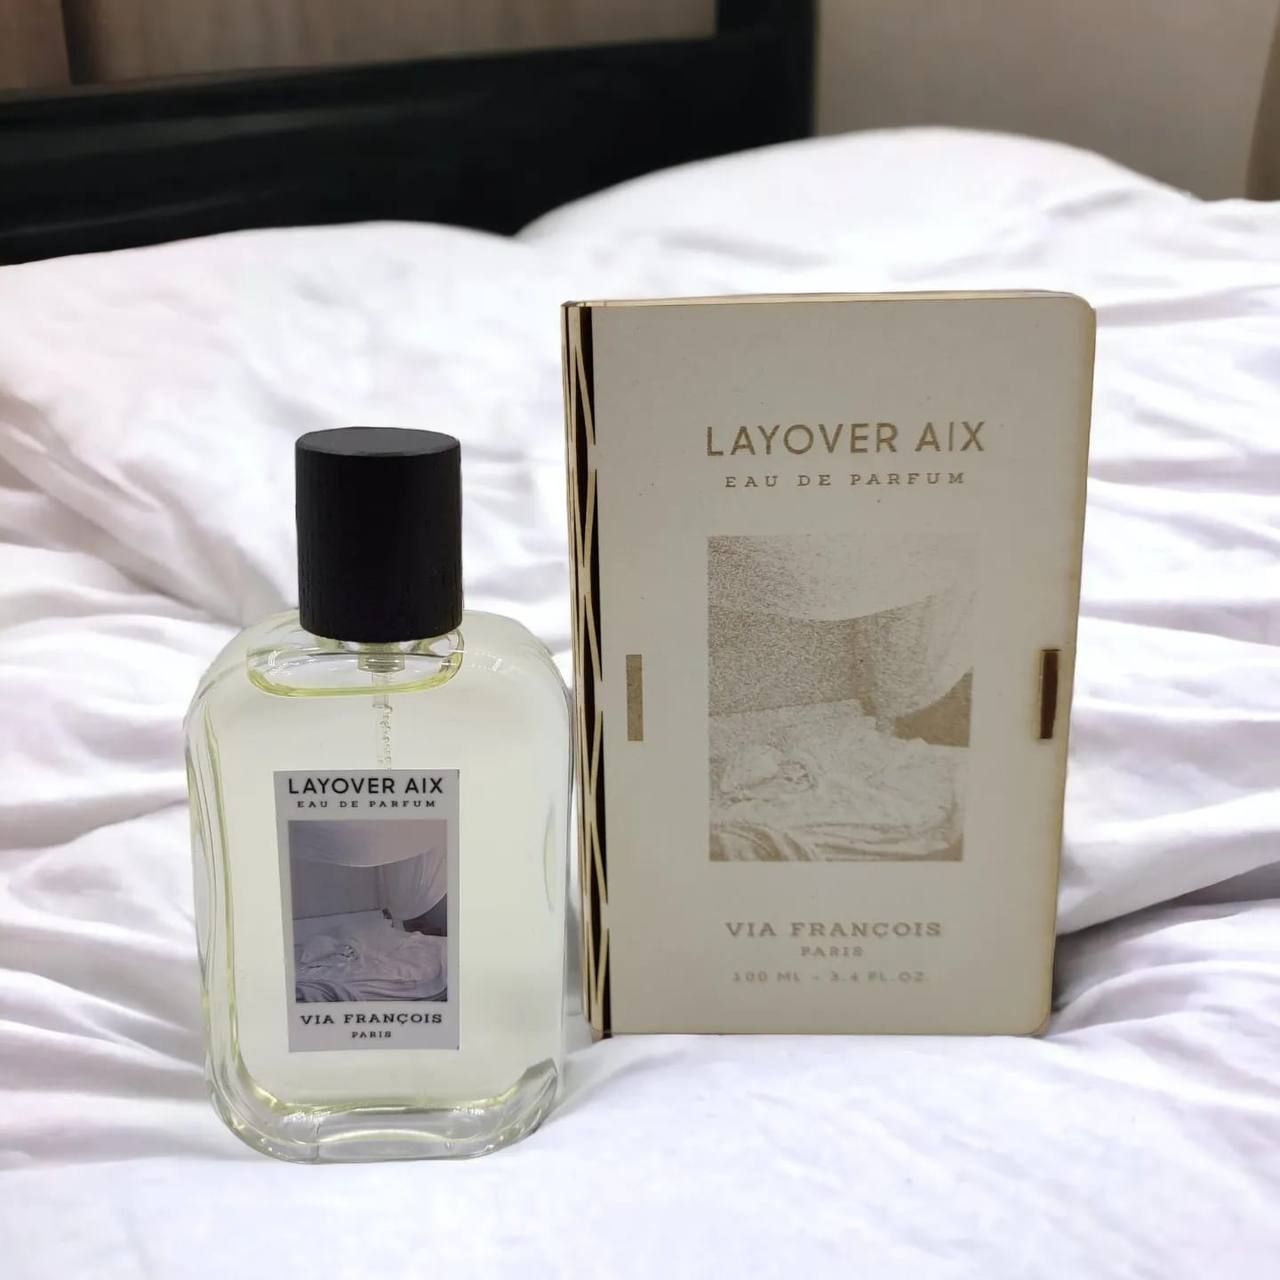 LAYOVER AIX
EAU DE PARFUM
VIA FRANÇOIS
PARIS
LAYOVER AIX
EAU DE PARFUM
VIA FRANÇOIS
PARIS
100 ML - 3.4 FL.OZ.